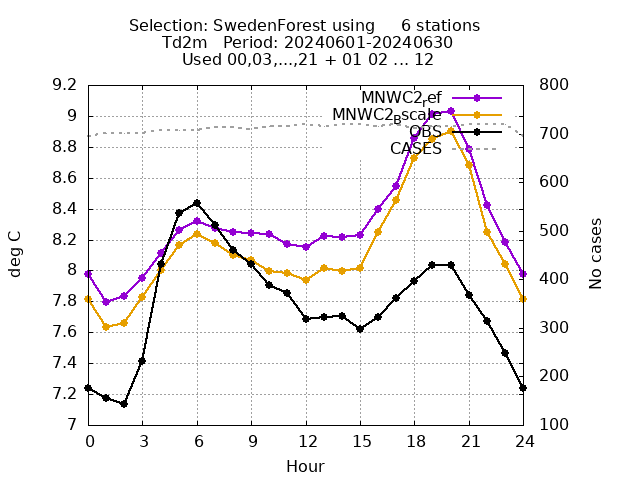 Selection: SwedenForest using 6 stations
Td2m Period: 20240601-20240630
Used 00,03,...,21 + 01 02 ... 12
9.2 800
MNWC2_ref
9
MNWC2_Bscale
700
OBS
8.8 CASES
8.6 600
8.4
500
8.2
8 400
7.8
300
7.6
7.4
200
7.2
7 100
deg C
No cases
0 3 6 9 12 15 18 21 24
Hour